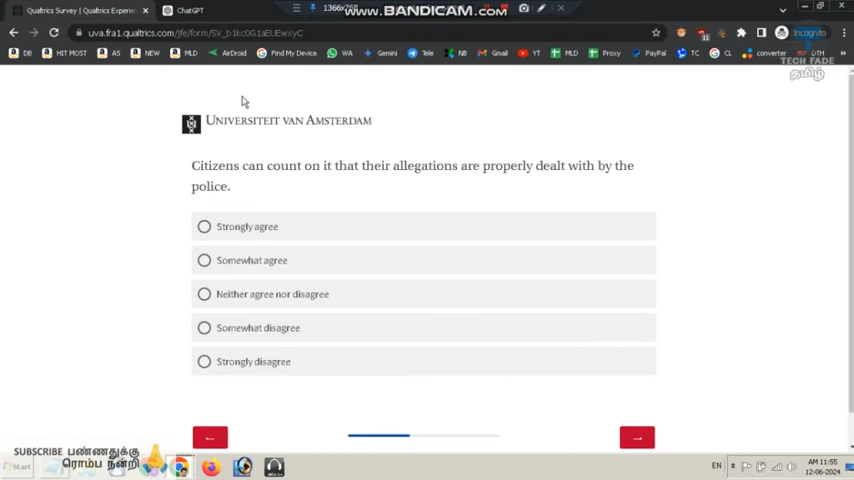 Qualtrics Survey | Qualtrics Experie
ChatGPT
1366x768
www.BANDICAM.com
uva.fra1.qualtrics.com/jfe/form/SV_b1kc0G1aEUEwxyC
Incognito
DB
HIT MOST
AS
NEW
MLD
AirDroid
Find My Device
WA
Gemini
Tele
NB
Gmail
YT
MLD
Proxy
PayPal
TC
CL
converter
DTH
TECH FADE
தமிழ்
UNIVERSITEIT VAN AMSTERDAM
Citizens can count on it that their allegations are properly dealt with by the
police.
Strongly agree
Somewhat agree
Neither agree nor disagree
Somewhat disagree
Strongly disagree
SUBSCRIBE பண்ணதுக்கு
ரொம்ப நன்றி
Start
EN
AM 11:55
12-06-2024